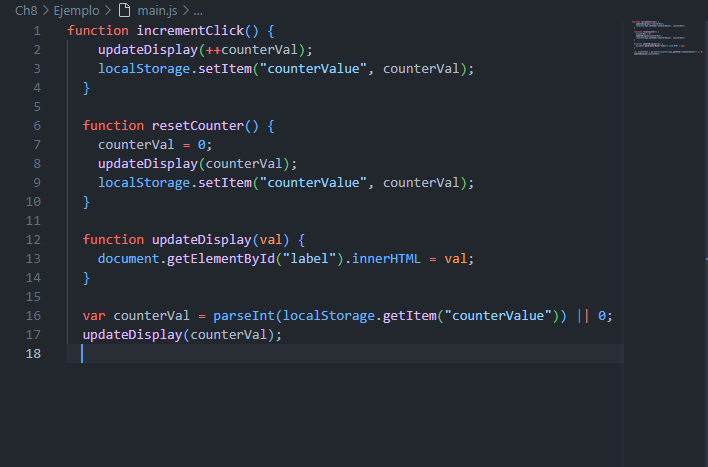 Ch8 > Ejemplo > main.js > ...
1 function incrementClick() {
2     updateDisplay(++counterVal);
3     localStorage.setItem("counterValue", counterVal);
4   }
5
6   function resetCounter() {
7     counterVal = 0;
8     updateDisplay(counterVal);
9     localStorage.setItem("counterValue", counterVal);
10   }
11
12   function updateDisplay(val) {
13     document.getElementById("label").innerHTML = val;
14   }
15
16   var counterVal = parseInt(localStorage.getItem("counterValue")) || 0;
17   updateDisplay(counterVal);
18